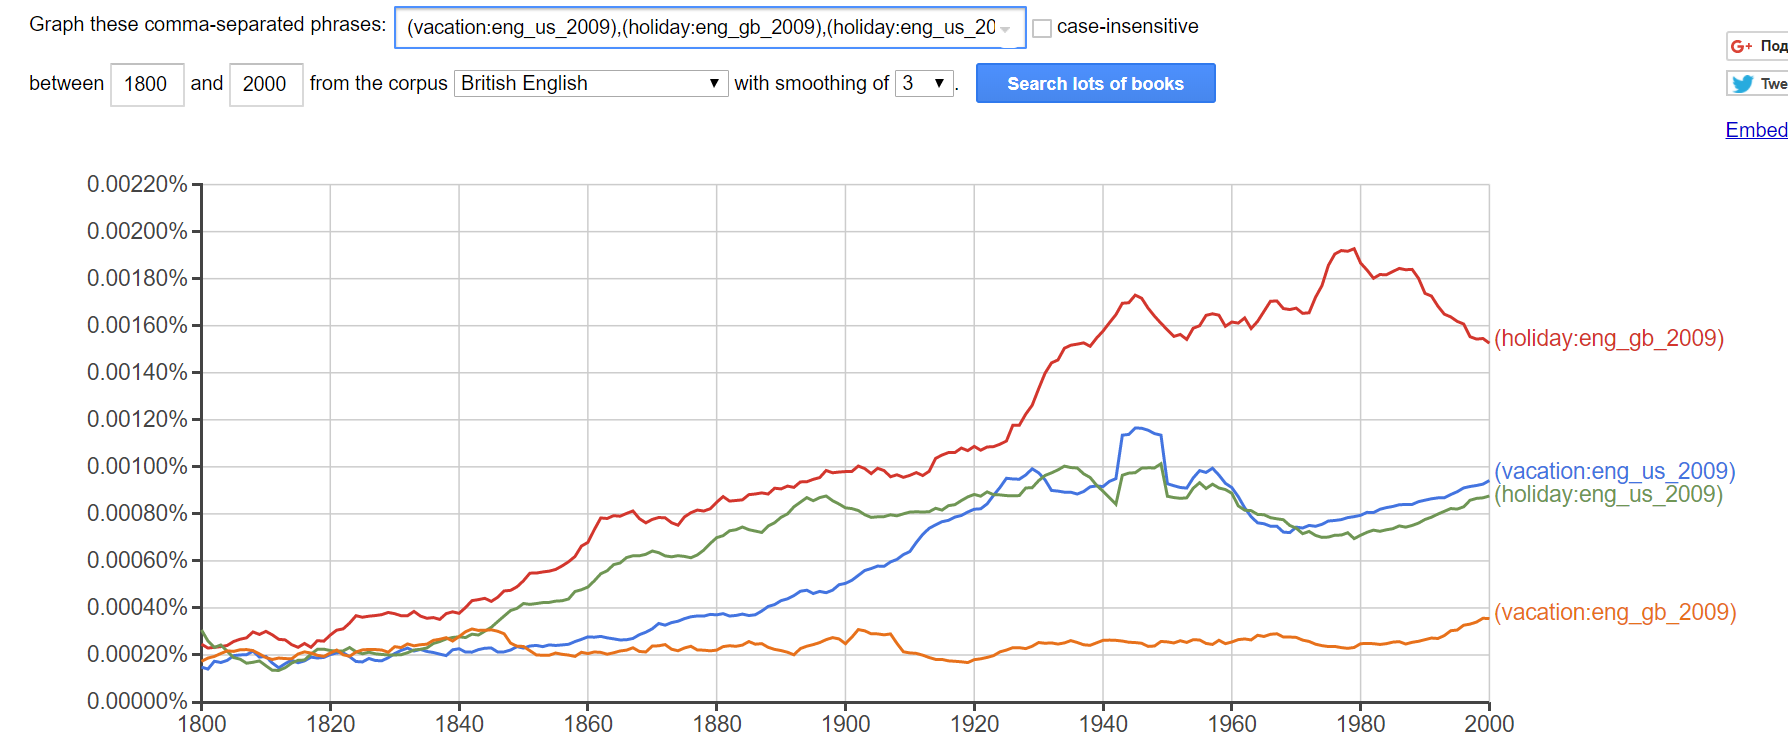 Graph these comma-separated phrases: (vacation:eng_us_2009),(holiday:eng_gb_2009),(holiday:eng_us_20 case-insensitive
between 1800 and 2000 from the corpus British English with smoothing of 3 . Search lots of books
G+ Под
Twe
Embed
0.00220%
0.00200%
0.00180%
0.00160%
(holiday:eng_gb_2009)
0.00140%
0.00120%
0.00100%
(vacation:eng_us_2009)
(holiday:eng_us_2009)
0.00080%
0.00060%
0.00040%
(vacation:eng_gb_2009)
0.00020%
0.00000%
1800 1820 1840 1860 1880 1900 1920 1940 1960 1980 2000